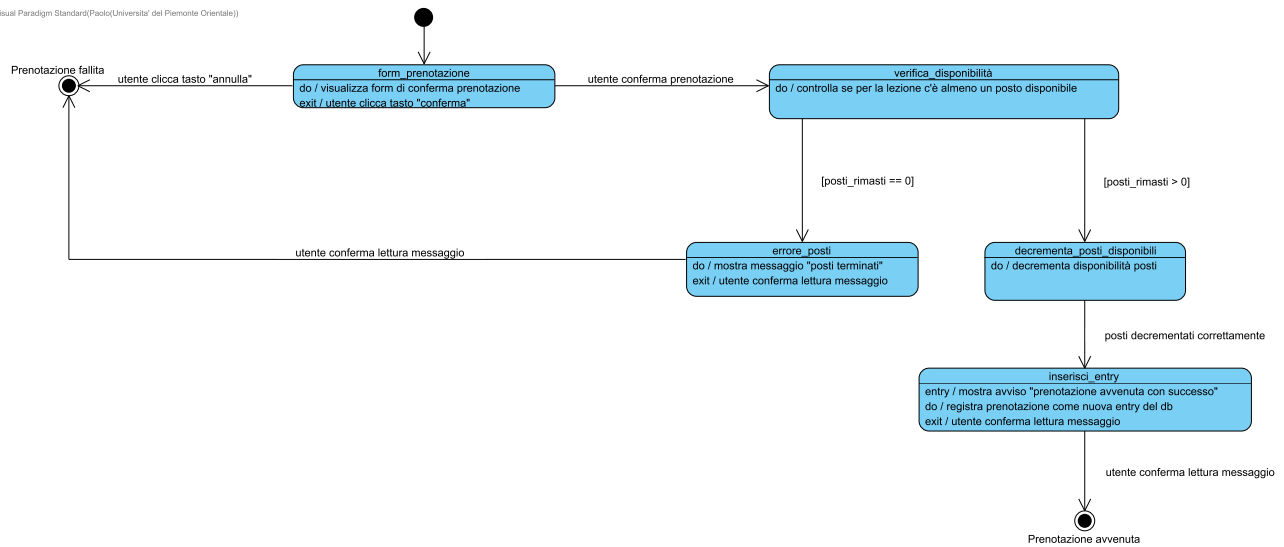 isual Paradigm Standard(Paolo(Universita' del Piemonte Orientale))
Prenotazione fallita
utente clicca tasto "annulla"
form_prenotazione
do / visualizza form di conferma prenotazione
exit / utente clicca tasto "conferma"
utente conferma prenotazione
verifica_disponibilità
do / controlla se per la lezione c'è almeno un posto disponibile
[posti_rimasti == 0]
[posti_rimasti > 0]
utente conferma lettura messaggio
errore_posti
do / mostra messaggio "posti terminati"
exit / utente conferma lettura messaggio
decrementa_posti_disponibili
do / decrementa disponibilità posti
posti decrementati correttamente
inserisci_entry
entry / mostra avviso "prenotazione avvenuta con successo"
do / registra prenotazione come nuova entry del db
exit / utente conferma lettura messaggio
utente conferma lettura messaggio
Prenotazione avvenuta